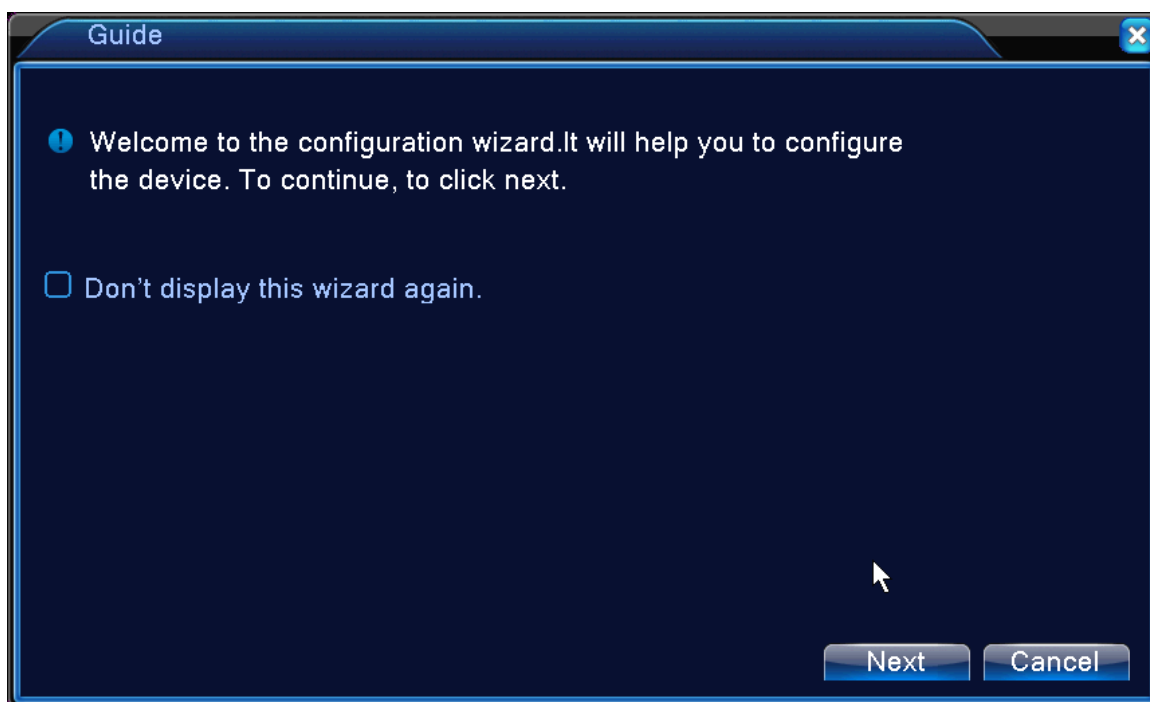 Guide
Welcome to the configuration wizard.It will help you to configure
the device. To continue, to click next.
Don't display this wizard again.
Next
Cancel